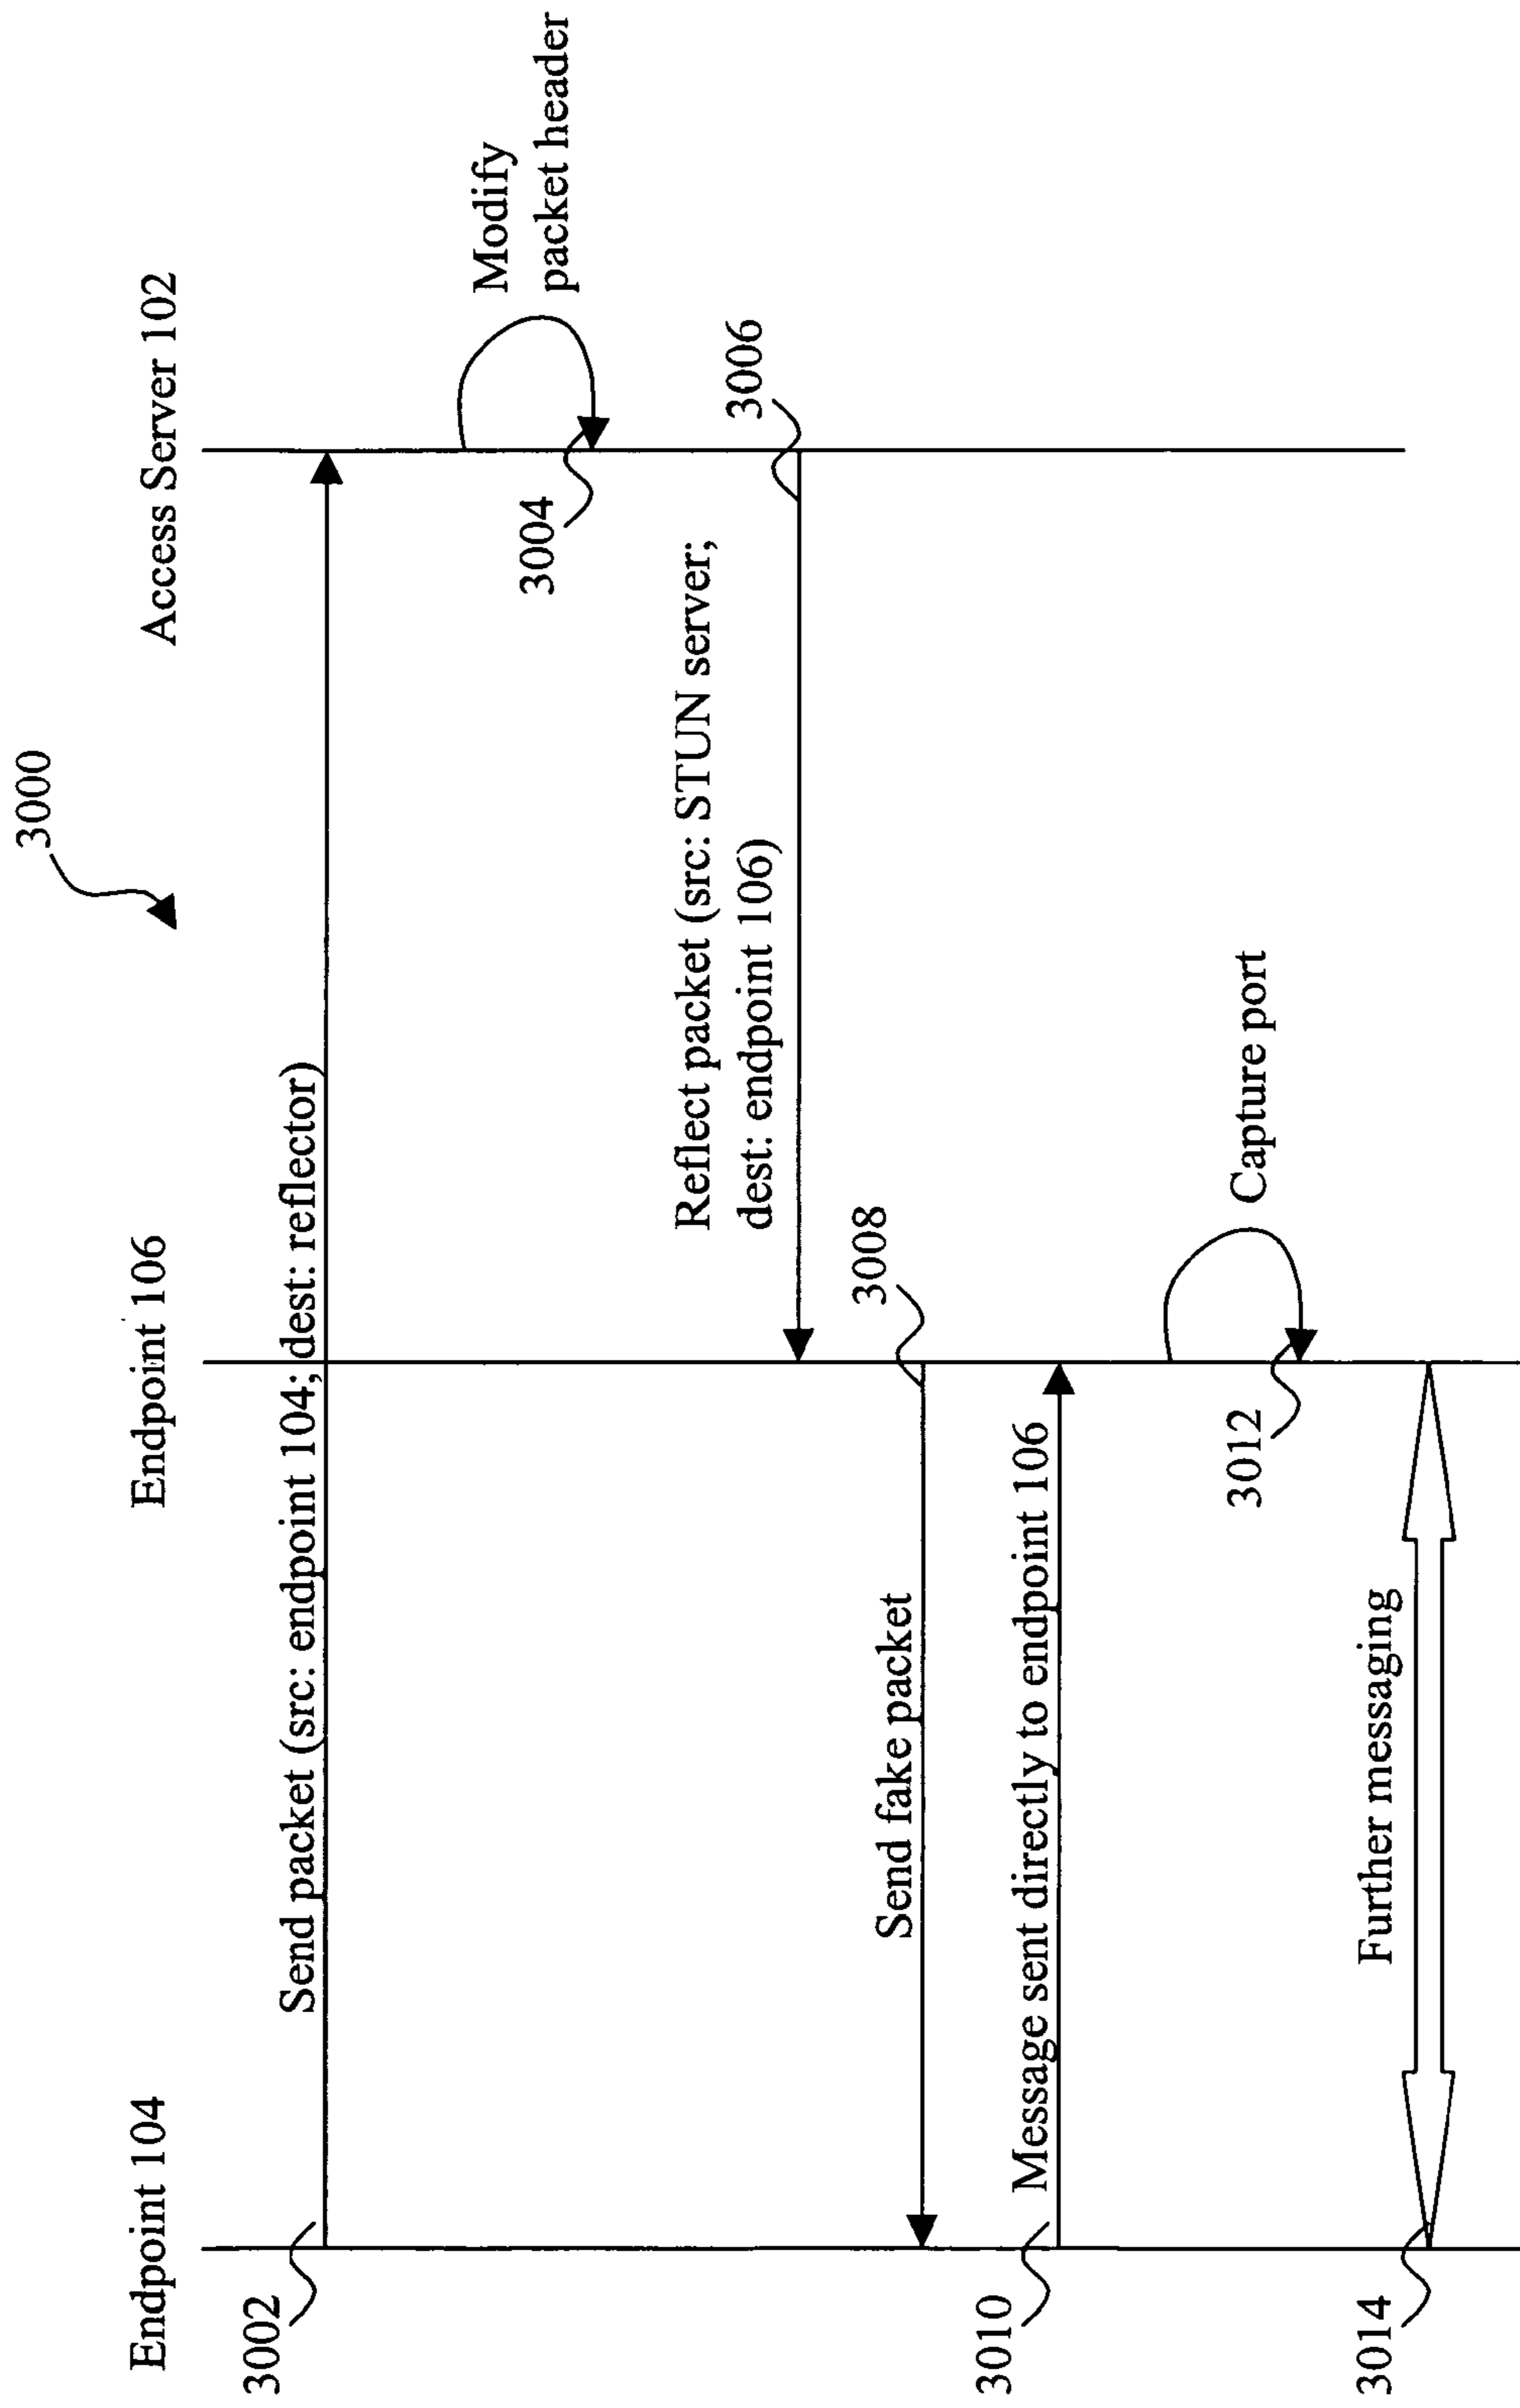 3000
Endpoint 104
Endpoint 106
Access Server 102
3002
Send packet (src: endpoint 104; dest: reflector)
Modify
packet header
3004
3006
Reflect packet (src: STUN server;
dest: endpoint 106)
3008
Send fake packet
3010
Message sent directly to endpoint 106
Capture port
3012
3014
Further messaging